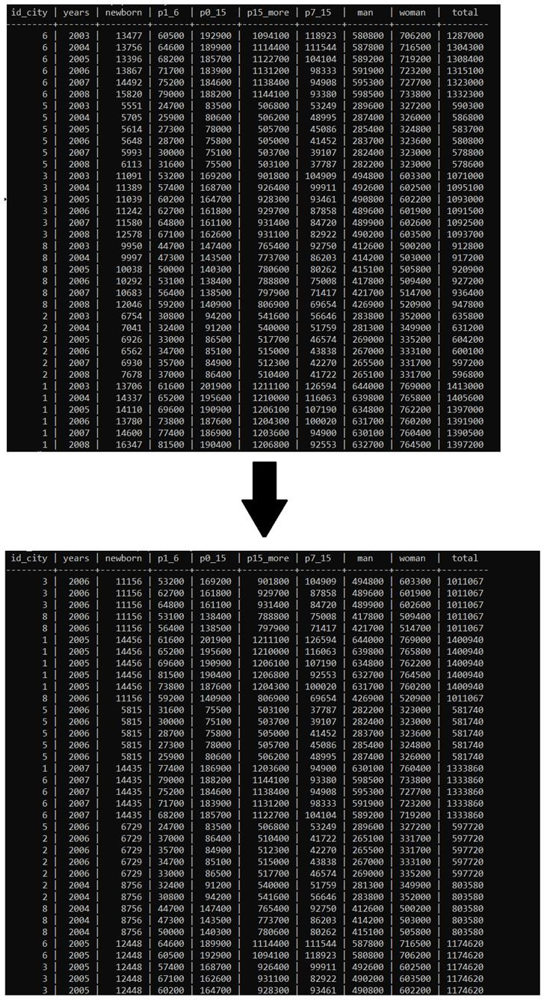 id_city | years | newborn | p1_6 | p0_15 | p15_more | p7_15 | man | woman | total
6 | 2003 | 13477 | 60500 | 192900 | 1094100 | 118923 | 580800 | 706200 | 1287000
6 | 2004 | 13756 | 64600 | 189900 | 1114400 | 111544 | 587800 | 716500 | 1304300
6 | 2005 | 13396 | 68200 | 185700 | 1122700 | 104104 | 589200 | 719200 | 1308400
6 | 2006 | 13867 | 71700 | 183900 | 1131200 | 98333 | 591900 | 723200 | 1315100
6 | 2007 | 14492 | 75200 | 184600 | 1138400 | 94908 | 595300 | 727700 | 1323000
6 | 2008 | 15820 | 79000 | 188200 | 1144100 | 93380 | 598500 | 733800 | 1332300
5 | 2003 | 5551 | 24700 | 83500 | 506800 | 53249 | 289600 | 327200 | 590300
5 | 2004 | 5705 | 25900 | 80600 | 506200 | 48995 | 287400 | 326000 | 586800
5 | 2005 | 5614 | 27300 | 78000 | 505700 | 45086 | 285400 | 324800 | 583700
5 | 2006 | 5648 | 28700 | 75800 | 505000 | 41452 | 283700 | 323600 | 580800
5 | 2007 | 5993 | 30000 | 75100 | 503700 | 39107 | 282400 | 323000 | 578800
5 | 2008 | 6113 | 31600 | 75500 | 503100 | 37787 | 282200 | 323000 | 578600
3 | 2003 | 11091 | 53200 | 169200 | 901800 | 104909 | 494800 | 603300 | 1071000
3 | 2004 | 11389 | 57400 | 168700 | 926400 | 99911 | 492600 | 602500 | 1095100
3 | 2005 | 11039 | 60200 | 164700 | 928300 | 93461 | 490800 | 602200 | 1093000
3 | 2006 | 11242 | 62700 | 161800 | 929700 | 87858 | 489600 | 601900 | 1091500
3 | 2007 | 11580 | 64800 | 161100 | 931400 | 84720 | 489900 | 602600 | 1092500
3 | 2008 | 12578 | 67100 | 162600 | 931100 | 82922 | 490200 | 603500 | 1093700
8 | 2003 | 9950 | 44700 | 147400 | 765400 | 92750 | 412600 | 500200 | 912800
8 | 2004 | 9997 | 47300 | 143500 | 773700 | 86203 | 414200 | 503000 | 917200
8 | 2005 | 10038 | 50000 | 140300 | 780600 | 80262 | 415100 | 505800 | 920900
8 | 2006 | 10292 | 53100 | 138400 | 788800 | 75008 | 417800 | 509400 | 927200
8 | 2007 | 10683 | 56400 | 138500 | 797900 | 71417 | 421700 | 514700 | 936400
8 | 2008 | 12046 | 59200 | 140900 | 806900 | 69654 | 426900 | 520900 | 947800
2 | 2003 | 6754 | 30800 | 94200 | 541600 | 56646 | 283800 | 352000 | 635800
2 | 2004 | 7041 | 32400 | 91200 | 540000 | 51759 | 281300 | 349900 | 631200
2 | 2005 | 6926 | 33000 | 86500 | 517700 | 46574 | 269000 | 335200 | 604200
2 | 2006 | 6562 | 34700 | 85100 | 515000 | 43838 | 267000 | 333100 | 600100
2 | 2007 | 6930 | 35700 | 84900 | 512300 | 42270 | 265500 | 331700 | 597200
2 | 2008 | 7678 | 37000 | 86400 | 510400 | 41722 | 265100 | 331700 | 596800
1 | 2003 | 13706 | 61600 | 201900 | 1211100 | 126594 | 644000 | 769000 | 1413000
1 | 2004 | 14337 | 65200 | 195600 | 1210000 | 116063 | 639800 | 765800 | 1405600
1 | 2005 | 14110 | 69600 | 190900 | 1206100 | 107190 | 634800 | 762200 | 1397000
1 | 2006 | 13780 | 73800 | 187600 | 1204300 | 100020 | 631700 | 760200 | 1391900
1 | 2007 | 14600 | 77400 | 186900 | 1203600 | 94900 | 630100 | 760400 | 1390500
1 | 2008 | 16347 | 81500 | 190400 | 1206800 | 92553 | 632700 | 764500 | 1397200
id_city | years | newborn | p1_6 | p0_15 | p15_more | p7_15 | man | woman | total
3 | 2006 | 11156 | 53200 | 169200 | 901800 | 104909 | 494800 | 603300 | 1011067
3 | 2006 | 11156 | 62700 | 161800 | 929700 | 87858 | 489600 | 601900 | 1011067
3 | 2006 | 11156 | 64800 | 161100 | 931400 | 84720 | 489900 | 602600 | 1011067
8 | 2006 | 11156 | 53100 | 138400 | 788800 | 75008 | 417800 | 509400 | 1011067
8 | 2006 | 11156 | 56400 | 138500 | 797900 | 71417 | 421700 | 514700 | 1011067
1 | 2005 | 14456 | 61600 | 201900 | 1211100 | 126594 | 644000 | 769000 | 1400940
1 | 2005 | 14456 | 65200 | 195600 | 1210000 | 116063 | 639800 | 765800 | 1400940
1 | 2005 | 14456 | 69600 | 190900 | 1206100 | 107190 | 634800 | 762200 | 1400940
1 | 2005 | 14456 | 81500 | 190400 | 1206800 | 92553 | 632700 | 764500 | 1400940
1 | 2005 | 14456 | 73800 | 187600 | 1204300 | 100020 | 631700 | 760200 | 1400940
8 | 2006 | 11156 | 59200 | 140900 | 806900 | 69654 | 426900 | 520900 | 1011067
5 | 2006 | 5815 | 31600 | 75500 | 503100 | 37787 | 282200 | 323000 | 581740
5 | 2006 | 5815 | 30000 | 75100 | 503700 | 39107 | 282400 | 323000 | 581740
5 | 2006 | 5815 | 28700 | 75800 | 505000 | 41452 | 283700 | 323600 | 581740
5 | 2006 | 5815 | 27300 | 78000 | 505700 | 45086 | 285400 | 324800 | 581740
5 | 2006 | 5815 | 25900 | 80600 | 506200 | 48995 | 287400 | 326000 | 581740
1 | 2007 | 14435 | 77400 | 186900 | 1203600 | 94900 | 630100 | 760400 | 1333860
6 | 2007 | 14435 | 79000 | 188200 | 1144100 | 93380 | 598500 | 733800 | 1333860
6 | 2007 | 14435 | 75200 | 184600 | 1138400 | 94908 | 595300 | 727700 | 1333860
6 | 2007 | 14435 | 71700 | 183900 | 1131200 | 98333 | 591900 | 723200 | 1333860
6 | 2007 | 14435 | 68200 | 185700 | 1122700 | 104104 | 589200 | 719200 | 1333860
5 | 2006 | 6729 | 24700 | 83500 | 506800 | 53249 | 289600 | 327200 | 597720
2 | 2006 | 6729 | 37000 | 86400 | 510400 | 41722 | 265100 | 331700 | 597720
2 | 2006 | 6729 | 35700 | 84900 | 512300 | 42270 | 265500 | 331700 | 597720
2 | 2006 | 6729 | 34700 | 85100 | 515000 | 43838 | 267000 | 333100 | 597720
2 | 2006 | 6729 | 33000 | 86500 | 517700 | 46574 | 269000 | 335200 | 597720
2 | 2004 | 8756 | 32400 | 91200 | 540000 | 51759 | 281300 | 349900 | 803580
2 | 2004 | 8756 | 30800 | 94200 | 541600 | 56646 | 283800 | 352000 | 803580
8 | 2004 | 8756 | 44700 | 147400 | 765400 | 92750 | 412600 | 500200 | 803580
8 | 2004 | 8756 | 47300 | 143500 | 773700 | 86203 | 414200 | 503000 | 803580
8 | 2004 | 8756 | 50000 | 140300 | 780600 | 80262 | 415100 | 505800 | 803580
6 | 2005 | 12448 | 64600 | 189900 | 1114400 | 111544 | 587800 | 716500 | 1174620
6 | 2005 | 12448 | 60500 | 192900 | 1094100 | 118923 | 580800 | 706200 | 1174620
3 | 2005 | 12448 | 57400 | 168700 | 926400 | 99911 | 492600 | 602500 | 1174620
3 | 2005 | 12448 | 67100 | 162600 | 931100 | 82922 | 490200 | 603500 | 1174620
3 | 2005 | 12448 | 60200 | 164700 | 928300 | 93461 | 490800 | 602200 | 1174620